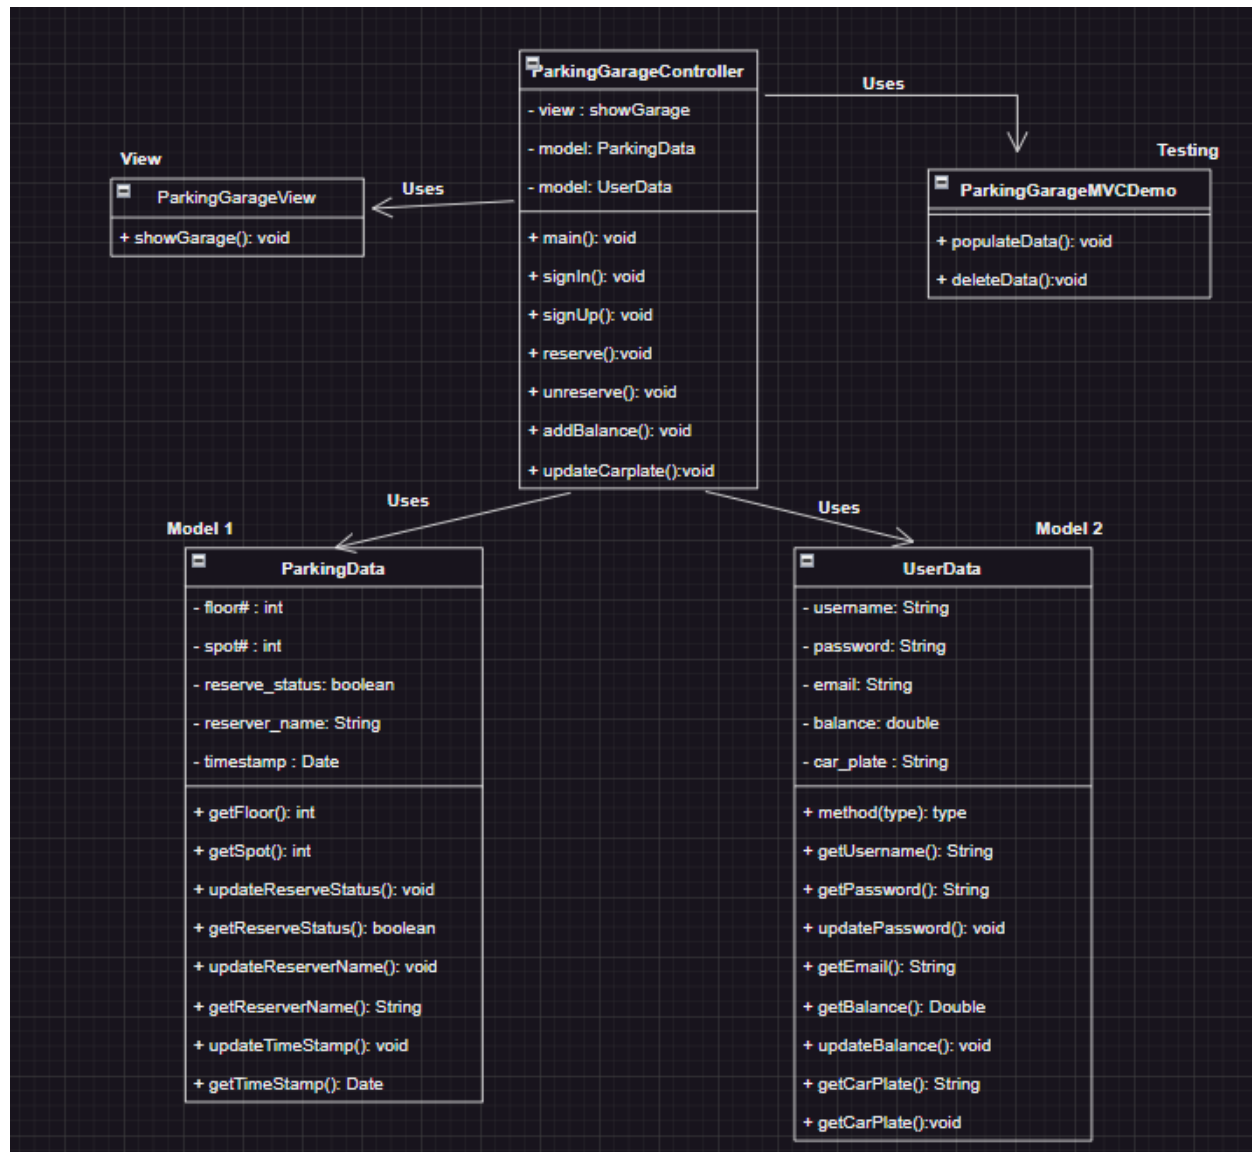 ParkingGarageController
- view : showGarage
- model: ParkingData
- model: UserData
+ main(): void
+ signIn(): void
+ signUp(): void
+ reserve():void
+ unreserve(): void
+ addBalance(): void
+ updateCarplate():void
Uses
View
ParkingGarageView
+ showGarage(): void
Uses
Testing
ParkingGarageMVCDemo
+ populateData(): void
+ deleteData():void
Uses
Model 1
ParkingData
- floor# : int
- spot# : int
- reserve_status: boolean
- reserver_name: String
- timestamp : Date
+ getFloor(): int
+ getSpot(): int
+ updateReserveStatus(): void
+ getReserveStatus(): boolean
+ updateReserverName(): void
+ getReserverName(): String
+ updateTimeStamp(): void
+ getTimeStamp(): Date
Uses
Model 2
UserData
- username: String
- password: String
- email: String
- balance: double
- car_plate : String
+ method(type): type
+ getUsername(): String
+ getPassword(): String
+ updatePassword(): void
+ getEmail(): String
+ getBalance(): Double
+ updateBalance(): void
+ getCarPlate(): String
+ getCarPlate():void